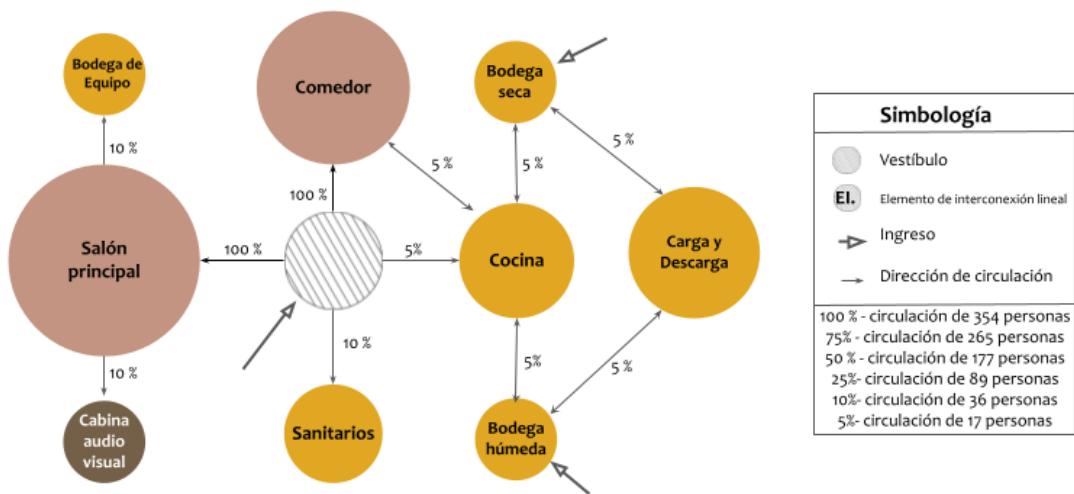 Bodega de
Equipo
10 %
Salón
principal
10 %
Cabina
audio
visual
100 %
Comedor
100 %
5 %
5%
10 %
Sanitarios
Bodega
seca
5 %
5 %
Cocina
Carga y
Descarga
5%
5 %
Bodega
húmeda
Simbología
Vestíbulo
EI. Elemento de interconexión lineal
Ingreso
Dirección de circulación
100 % - circulación de 354 personas
75%- circulación de 265 personas
50 % - circulación de 177 personas
25%- circulación de 89 personas
10%- circulación de 36 personas
5%- circulación de 17 personas